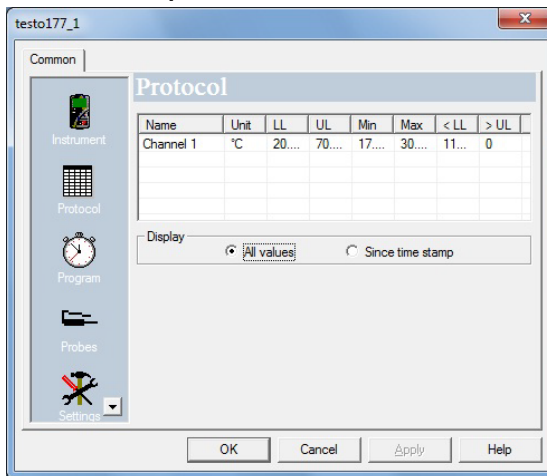 testo177_1
Common
Protocol
Instrument
Protocol
Program
Probes
Settings
Name Unit LL UL Min Max < LL > UL
Channel 1 °C 20.... 70.... 17.... 30.... 11... 0
Display
All values Since time stamp
OK Cancel Apply Help